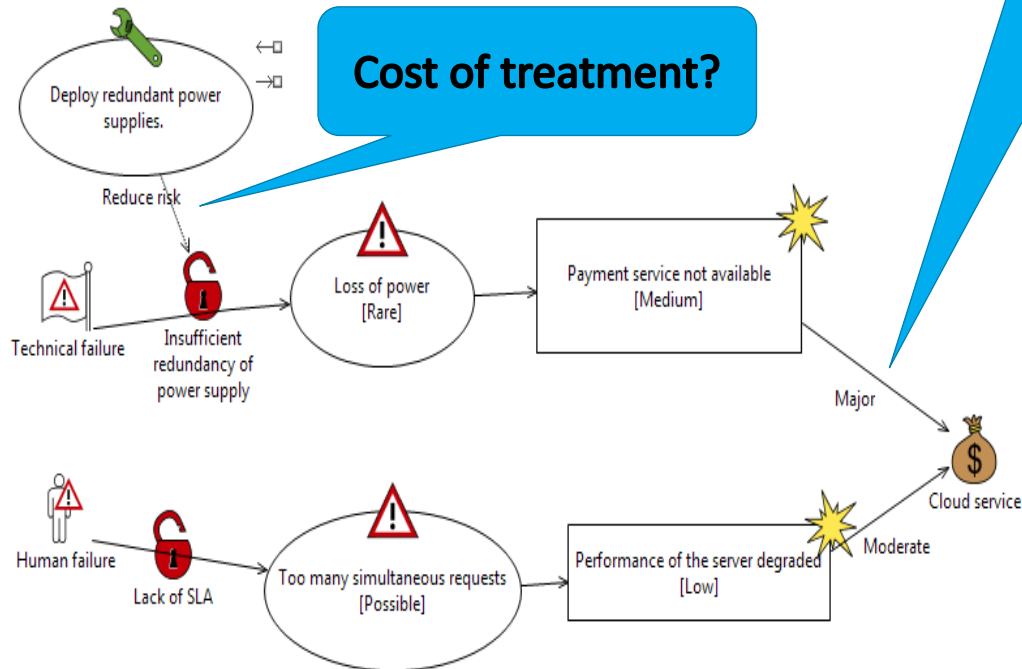 Deploy redundant power
supplies.
Cost of treatment?
Reduce risk
Technical failure
Insufficient
redundancy of
power supply
Loss of power
[Rare]
Payment service not available
[Medium]
Major
$
Cloud service
Human failure
Lack of SLA
Too many simultaneous requests
[Possible]
Performance of the server degraded
[Low]
Moderate